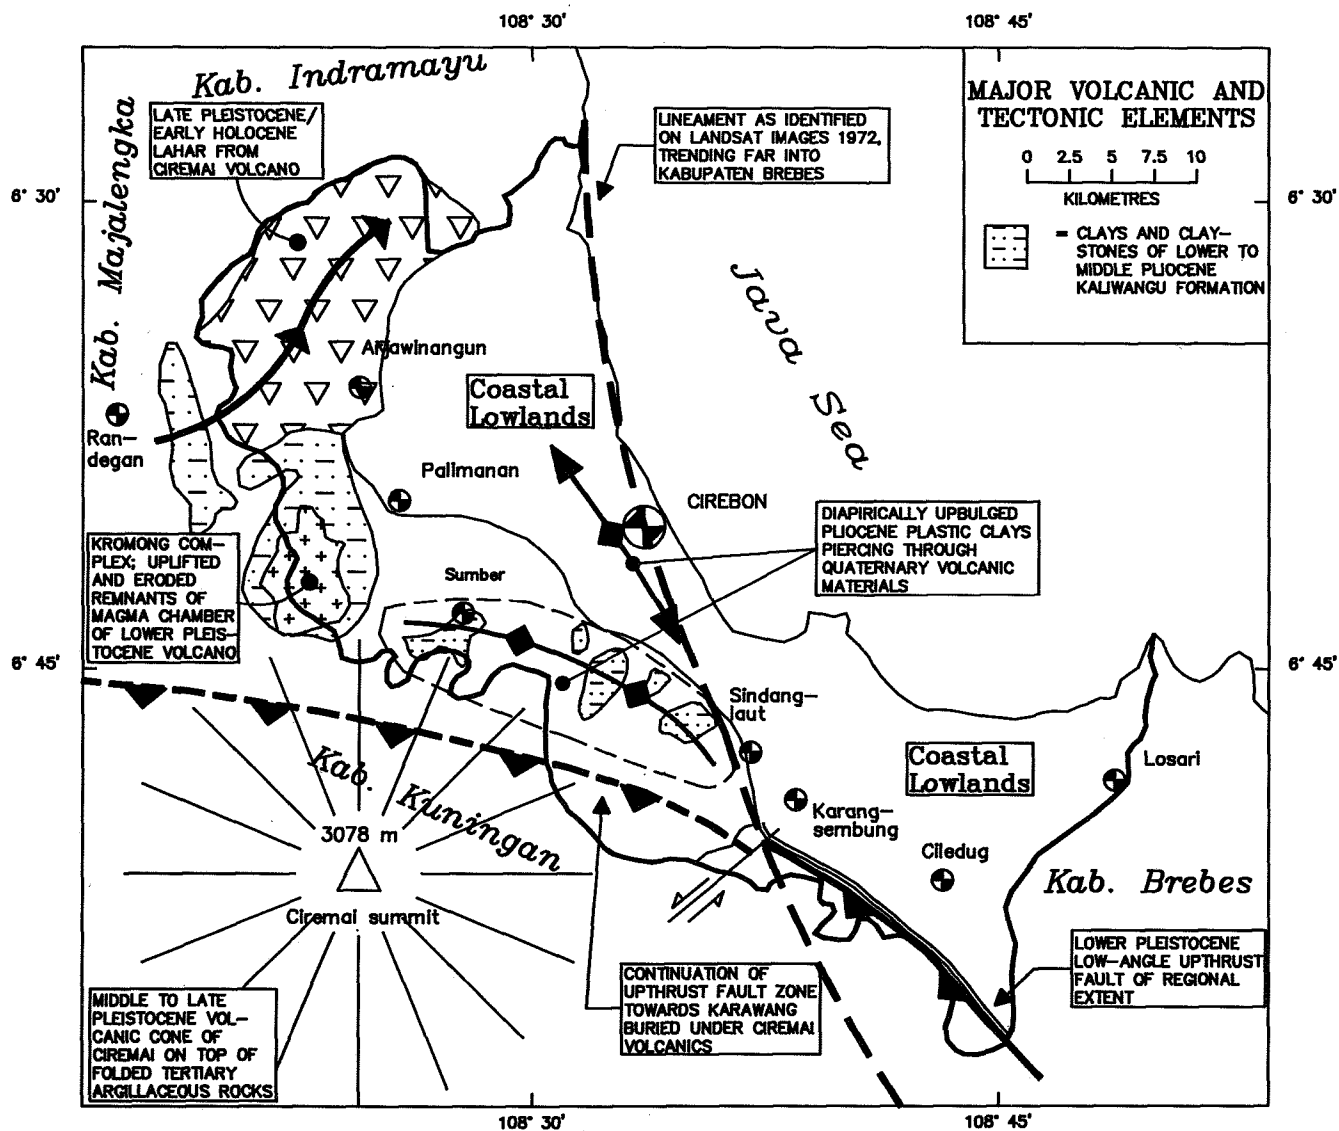 108° 30'
108° 45'
Kab. Indramayu
Kab. Majalengka
LATE PLEISTOCENE/
EARLY HOLOCENE
LAHAR FROM
CIREMAI VOLCANO
LINEAMENT AS IDENTIFIED
ON LANDSAT IMAGES 1972,
TRENDING FAR INTO
KABUPATEN BREBES
MAJOR VOLCANIC AND
TECTONIC ELEMENTS
0 2.5 5 7.5 10
KILOMETRES
= CLAYS AND CLAY-
STONES OF LOWER TO
MIDDLE PLIOCENE
KALIWANGU FORMATION
6° 30'
6° 30'
Java Sea
Arjawinangun
Coastal
Lowlands
Ran-
degan
Palimanan
CIREBON
DIAPIRICALLY UPBULGED
PLIOCENE PLASTIC CLAYS
PIERCING THROUGH
QUATERNARY VOLCANIC
MATERIALS
KROMONG COM-
PLEX; UPLIFTED
AND ERODED
REMNANTS OF
MAGMA CHAMBER
OF LOWER PLEIS-
TOCENE VOLCANO
Sumber
6° 45'
6° 45'
Sindang-
laut
Coastal
Lowlands
Losari
Kab. Kuningan
Karang-
sembung
3078 m
Ciledug
Kab. Brebes
Ciremai summit
LOWER PLEISTOCENE
LOW-ANGLE UPTHRUST
FAULT OF REGIONAL
EXTENT
CONTINUATION OF
UPTHRUST FAULT ZONE
TOWARDS KARAWANG
BURIED UNDER CIREMAI
VOLCANICS
MIDDLE TO LATE
PLEISTOCENE VOL-
CANIC CONE OF
CIREMAI ON TOP OF
FOLDED TERTIARY
ARGILLACEOUS ROCKS
108° 30'
108° 45'